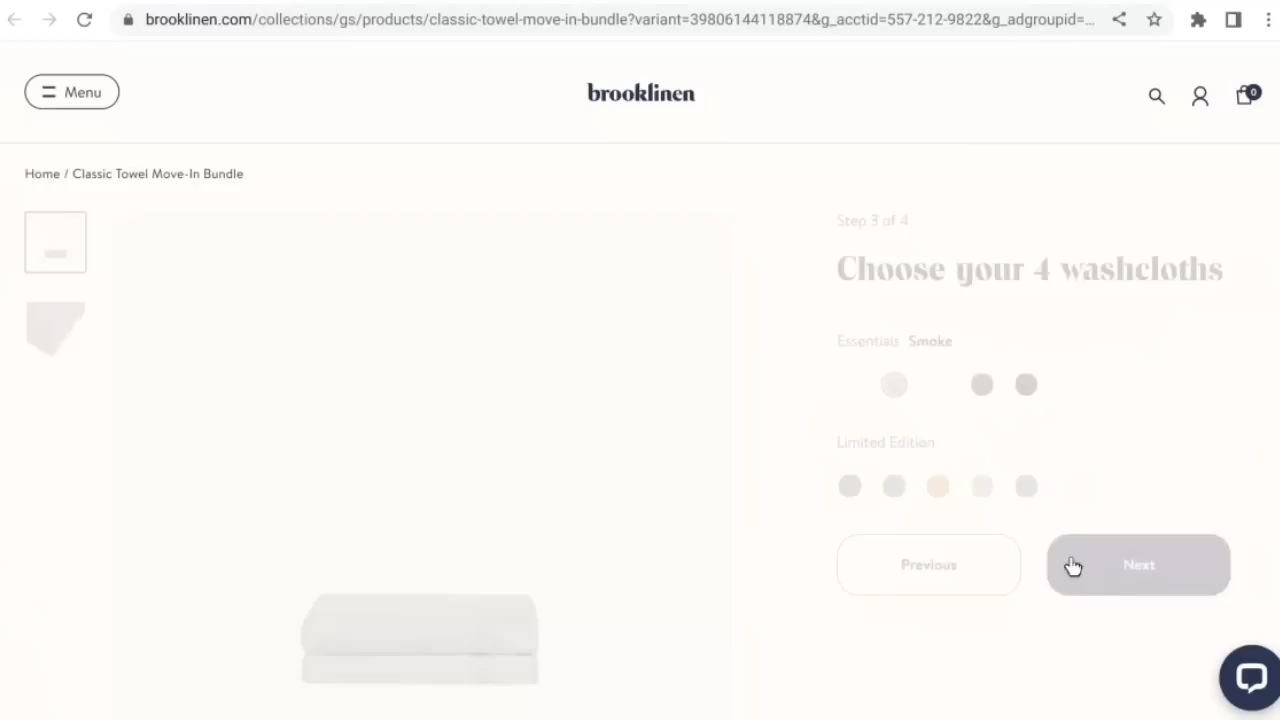 brooklinen.com/collections/gs/products/classic-towel-move-in-bundle?variant=39806144118874&g_acctid=557-212-9822&g_adgroupid=...
Menu
brooklinen
0
Home / Classic Towel Move-In Bundle
Step 3 of 4
Choose your 4 washcloths
Essentials Smoke
Limited Edition
Previous
Next